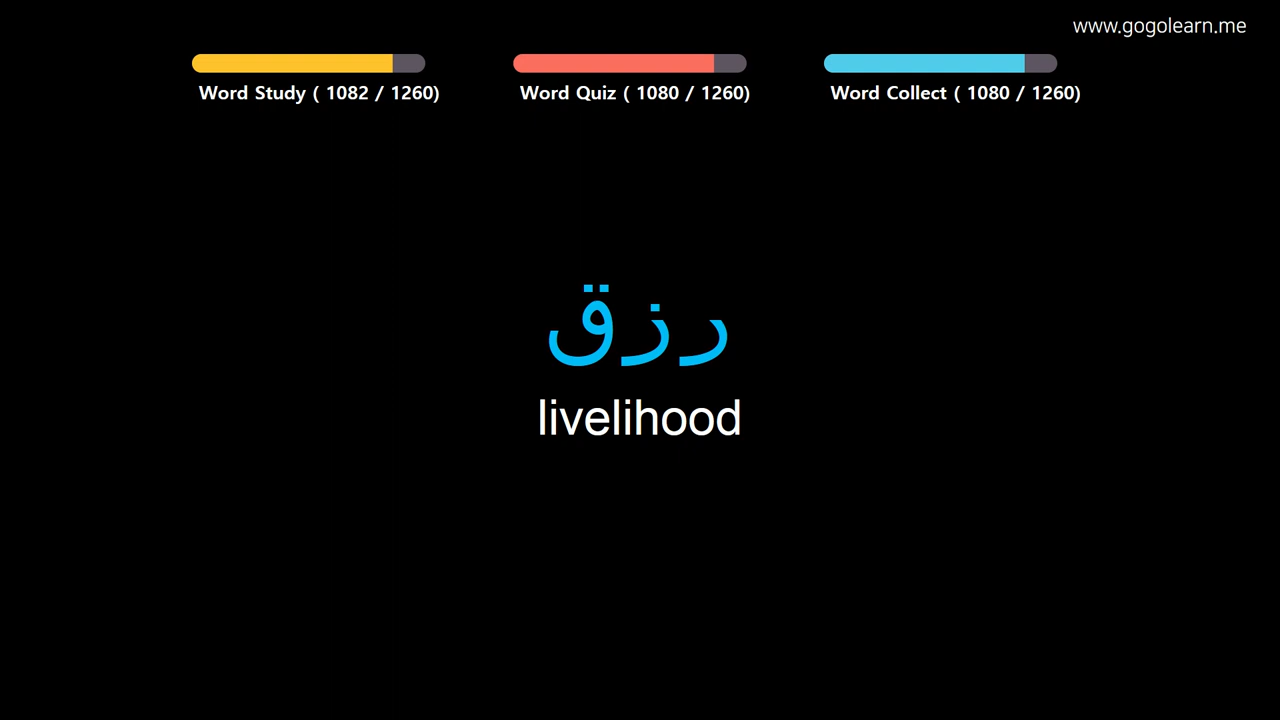 www.gogolearn.me
Word Study ( 1082 / 1260)
Word Quiz ( 1080 / 1260)
Word Collect ( 1080 / 1260)
رزق
livelihood